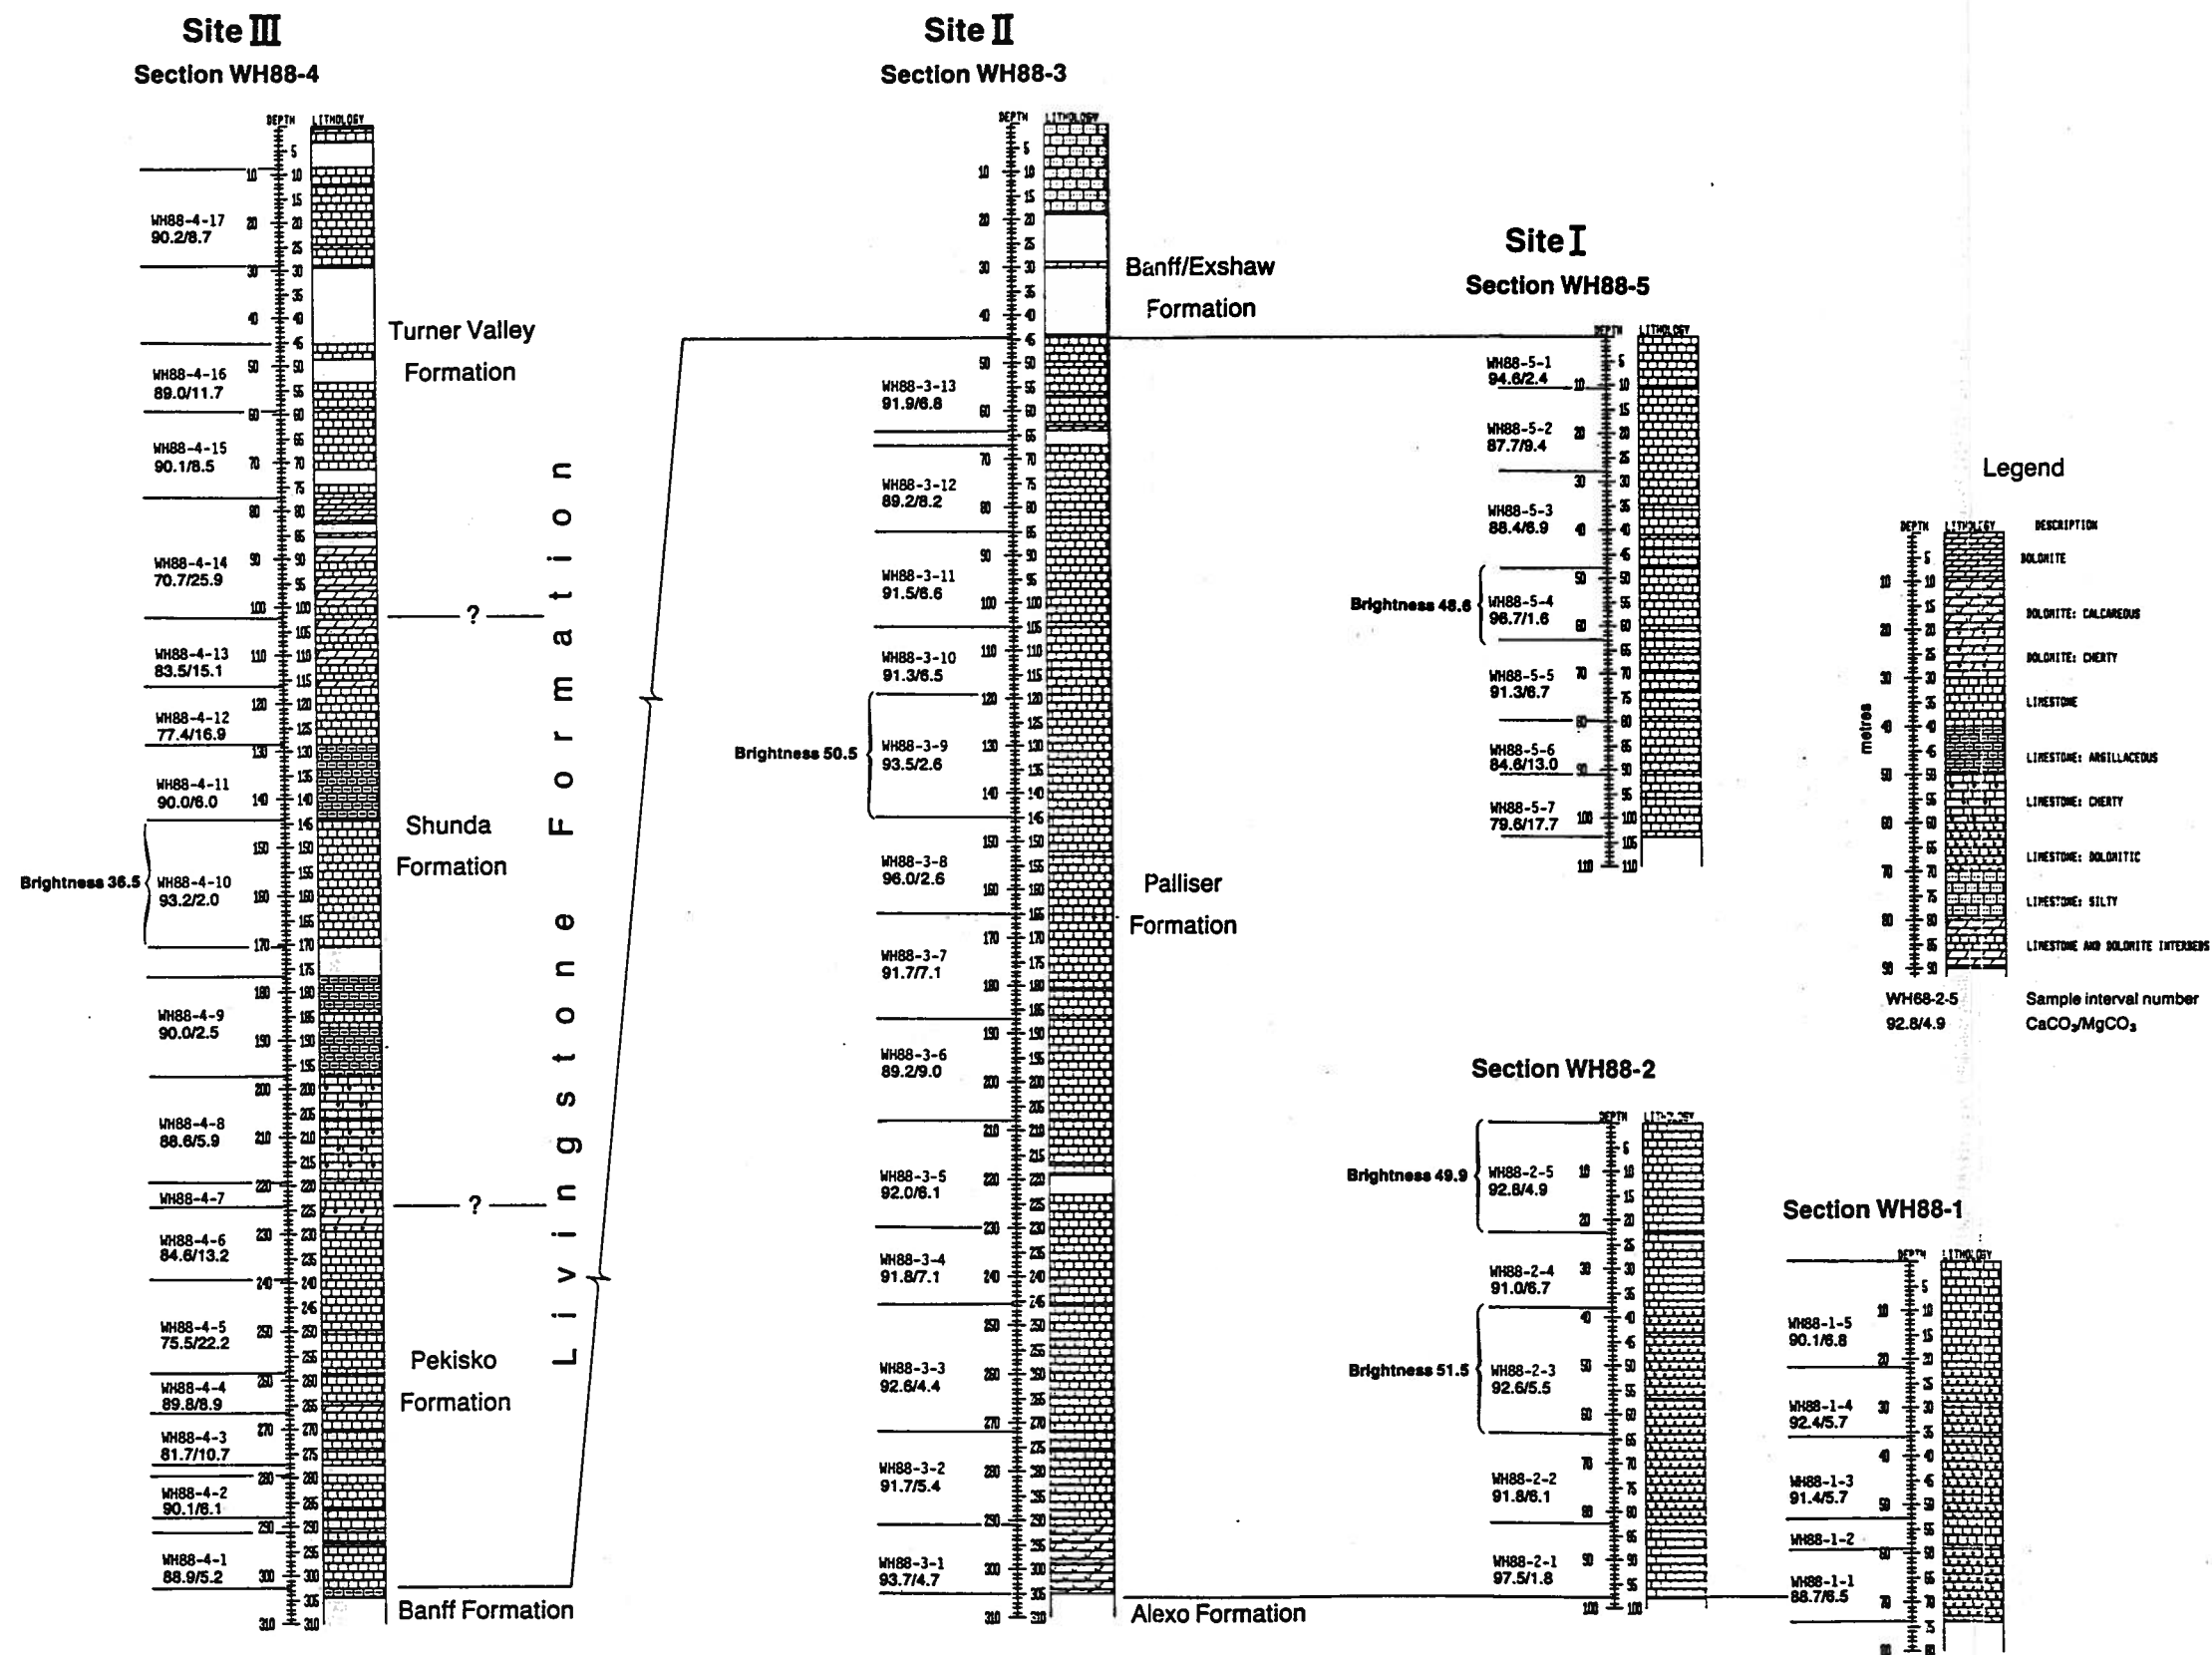 Site III
Section WH88-4
DEPTH LITHOLOGY
WH88-4-17
90.2/8.7
WH88-4-16
89.0/11.7
WH88-4-15
90.1/8.5
WH88-4-14
70.7/25.9
WH88-4-13
83.5/15.1
WH88-4-12
77.4/16.9
WH88-4-11
90.0/6.0
Brightness 36.5
WH88-4-10
93.2/2.0
WH88-4-9
90.0/2.5
WH88-4-8
88.6/5.9
WH88-4-7
WH88-4-6
84.6/13.2
WH88-4-5
75.5/22.2
WH88-4-4
89.8/8.9
WH88-4-3
81.7/10.7
WH88-4-2
90.1/6.1
WH88-4-1
88.9/5.2
Turner Valley
Formation
?
Shunda
Formation
?
Pekisko
Formation
Banff Formation
Livingstone Formation
Site II
Section WH88-3
DEPTH LITHOLOGY
WH88-3-13
91.9/6.8
WH88-3-12
89.2/8.2
WH88-3-11
91.5/6.6
WH88-3-10
91.3/6.5
Brightness 50.5
WH88-3-9
93.5/2.6
WH88-3-8
96.0/2.6
WH88-3-7
91.7/7.1
WH88-3-6
89.2/9.0
WH88-3-5
92.0/6.1
WH88-3-4
91.8/7.1
WH88-3-3
92.6/4.4
WH88-3-2
91.7/5.4
WH88-3-1
93.7/4.7
Banff/Exshaw
Formation
Palliser
Formation
Alexo Formation
Site I
Section WH88-5
DEPTH LITHOLOGY
WH88-5-1
94.6/2.4
WH88-5-2
87.7/9.4
WH88-5-3
88.4/6.9
Brightness 48.6
WH88-5-4
96.7/1.6
WH88-5-5
91.3/6.7
WH88-5-6
84.6/13.0
WH88-5-7
79.6/17.7
Section WH88-2
DEPTH
Brightness 49.9
WH88-2-5
92.8/4.9
WH88-2-4
91.0/6.7
Brightness 51.5
WH88-2-3
92.6/5.5
WH88-2-2
91.8/6.1
WH88-2-1
97.5/1.8
Section WH88-1
DEPTH LITHOLOGY
WH88-1-5
90.1/6.8
WH88-1-4
92.4/5.7
WH88-1-3
91.4/5.7
WH88-1-2
WH88-1-1
88.7/6.5
Legend
DEPTH LITHOLOGY DESCRIPTION
metres
DOLOMITE
DOLOMITE: CALCAREOUS
DOLOMITE: CHERTY
LIMESTONE
LIMESTONE: ARGILLACEOUS
LIMESTONE: CHERTY
LIMESTONE: DOLOMITIC
LIMESTONE: SILTY
LIMESTONE AND DOLOMITE INTERBEDS
WH68-2-5 Sample interval number
92.8/4.9 CaCO₃/MgCO₃